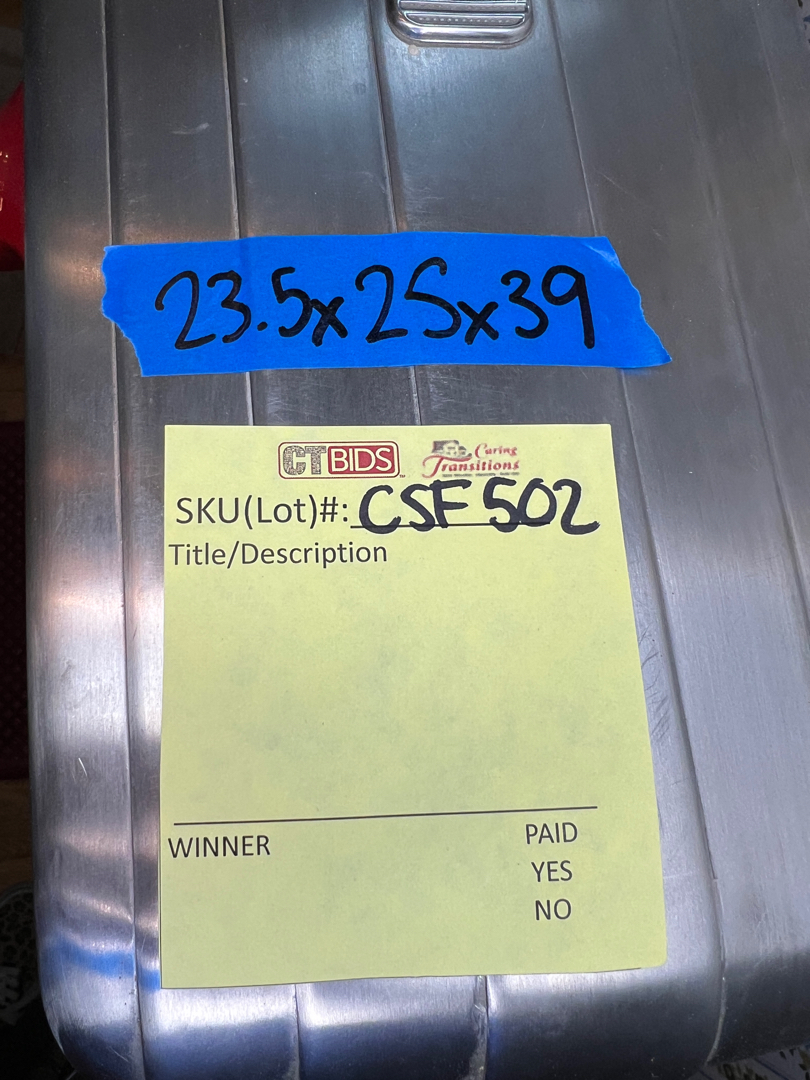 23.5x25x39
CTBIDS Caring
Transitions
SKU(Lot)#: CSF502
Title/Description
WINNER PAID
YES
NO